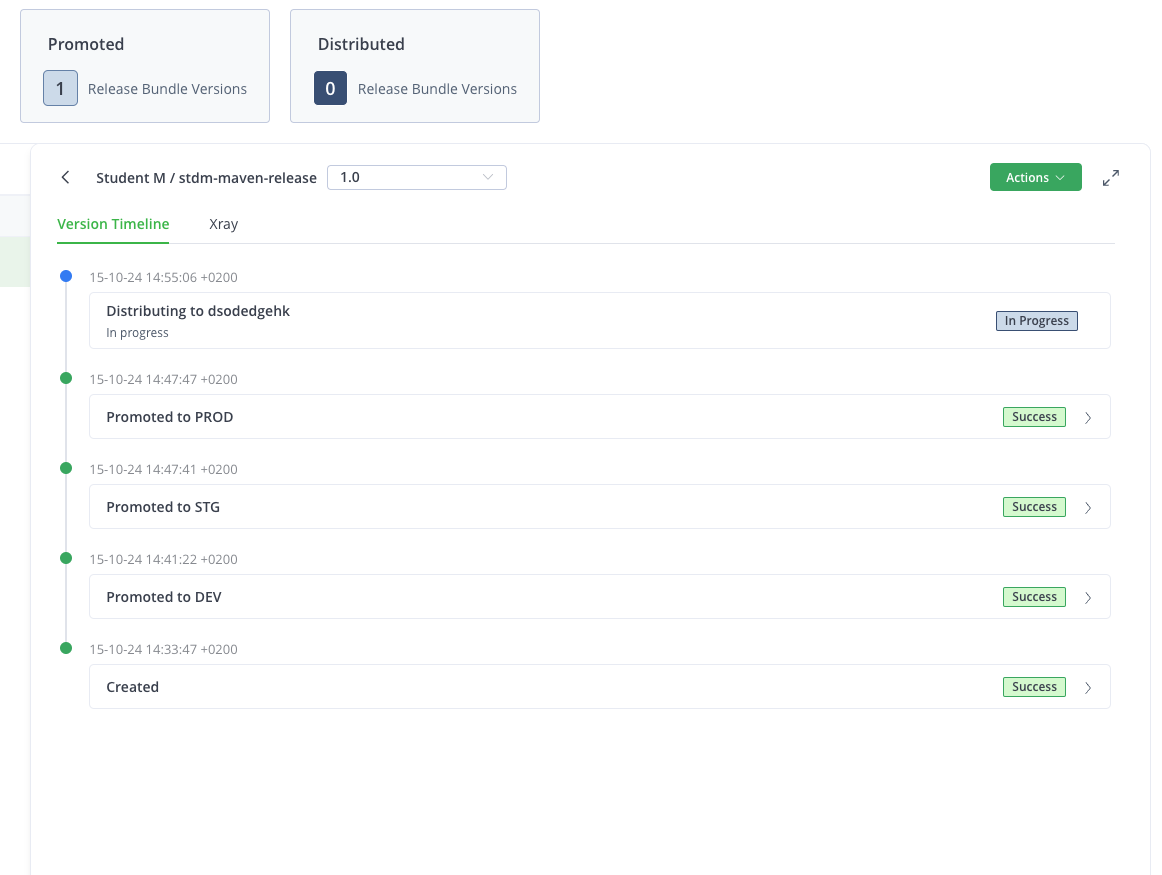 Promoted
1 Release Bundle Versions
Distributed
0 Release Bundle Versions
Student M / stdm-maven-release 1.0 Actions
Version Timeline Xray
15-10-24 14:55:06 +0200
Distributing to dsodedgehk
In progress
In Progress
15-10-24 14:47:47 +0200
Promoted to PROD Success
15-10-24 14:47:41 +0200
Promoted to STG Success
15-10-24 14:41:22 +0200
Promoted to DEV Success
15-10-24 14:33:47 +0200
Created Success